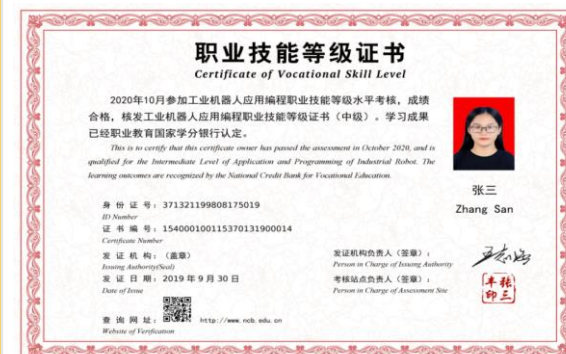 职业技能等级证书
Certificate of Vocational Skill Level
2020年10月参加工业机器人应用编程职业技能等级水平考核，成绩
合格，核发工业机器人应用编程职业技能等级证书（中级）。学习成果
已经职业教育国家学分银行认定。
This is to certify that this certificate owner has passed the assessment in October 2020, and is
qualified for the Intermediate Level of Application and Programming of Industrial Robot. The
learning outcomes are recognized by the National Credit Bank for Vocational Education.
张三
Zhang San
身份证号：371321199808175019
ID Number
证书编号：154000100115370131900014
Certificate Number
发证机构：（盖章）
Issuing Authority(Seal)
发证日期：2019年9月30日
Date of Issue
发证机构负责人（签章）：
Person in Charge of Issuing Authority
考核站点负责人（签章）：
Person in Charge of Assessment Site
查询网址：
http://www.ncb.edu.cn
Website of Verification